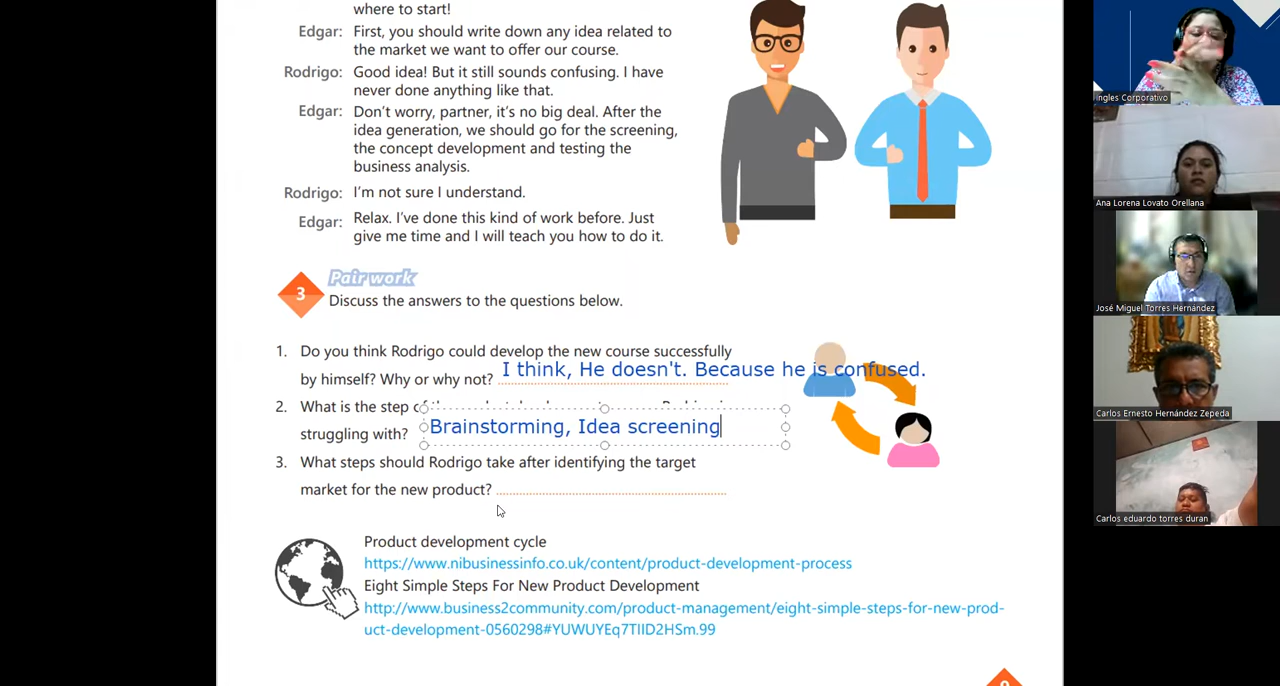 where to start!
Edgar: First, you should write down any idea related to
the market we want to offer our course.
Rodrigo: Good idea! But it still sounds confusing. I have
never done anything like that.
Edgar: Don't worry, partner, it's no big deal. After the
idea generation, we should go for the screening,
the concept development and testing the
business analysis.
Rodrigo: I'm not sure I understand.
Edgar: Relax. I've done this kind of work before. Just
give me time and I will teach you how to do it.
3 Pair work
Discuss the answers to the questions below.
1. Do you think Rodrigo could develop the new course successfully
by himself? Why or why not? I think, He doesn't. Because he is confused.
2. What is the step
struggling with? Brainstorming, Idea screening
3. What steps should Rodrigo take after identifying the target
market for the new product?
Product development cycle
https://www.nibusinessinfo.co.uk/content/product-development-process
Eight Simple Steps For New Product Development
http://www.business2community.com/product-management/eight-simple-steps-for-new-prod-
uct-development-0560298#YUWUYEq7TIID2HSm.99
Ingles Corporativo
Ana Lorena Lovato Orellana
José Miguel Torres Hernández
Carlos Ernesto Hernández Zepeda
Carlos eduardo torres duran